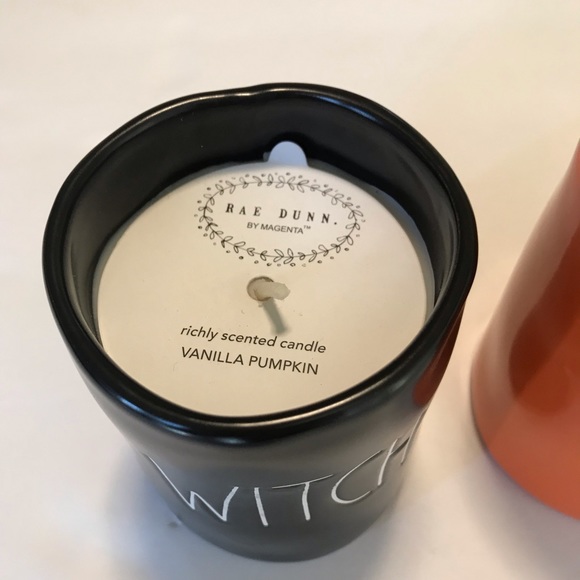 RAE DUNN.
BY MAGENTA™
richly scented candle
VANILLA PUMPKIN
WITCH